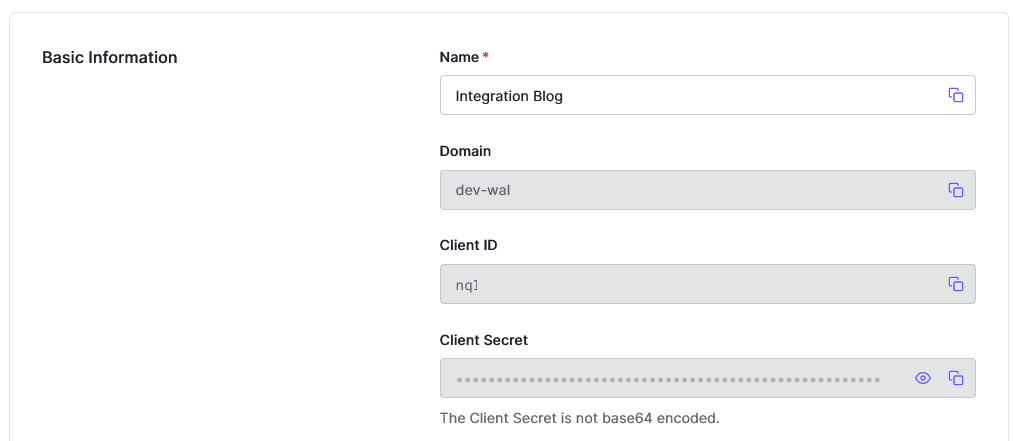 Basic Information
Name *
Integration Blog
Domain
dev-wal
Client ID
Client Secret
The Client Secret is not base64 encoded.